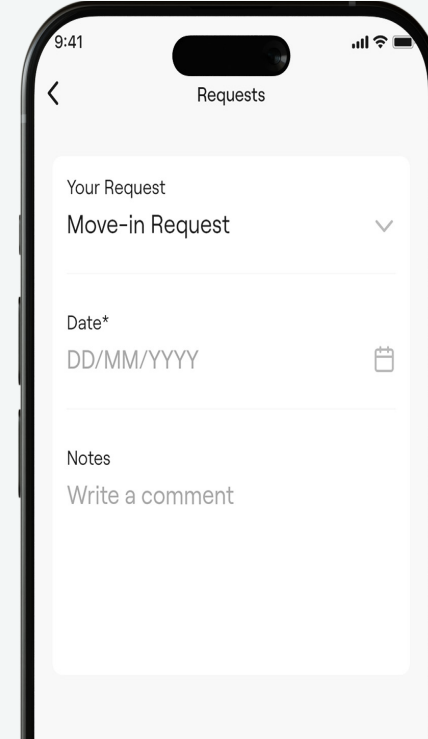 9:41
Requests
Your Request
Move-in Request
Date*
DD/MM/YYYY
Notes
Write a comment